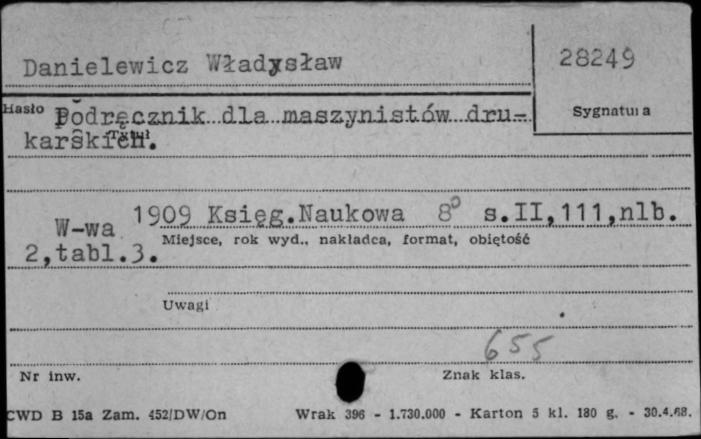 Danielewicz Władysław
28249
Hasło
Podręcznik dla maszynistów dru-
Sygnatura
karskich.
W-wa 1909 Księg.Naukowa 8° s.II,111,nlb.
Miejsce, rok wyd., nakładca, format, objętość
2,tabl.3.
Uwagi
655
Nr inw.
Znak klas.
CWD B 15a Zam. 452/DW/On Wrak 396 - 1.730.000 - Karton 5 kl. 180 g. - 30.4.68.